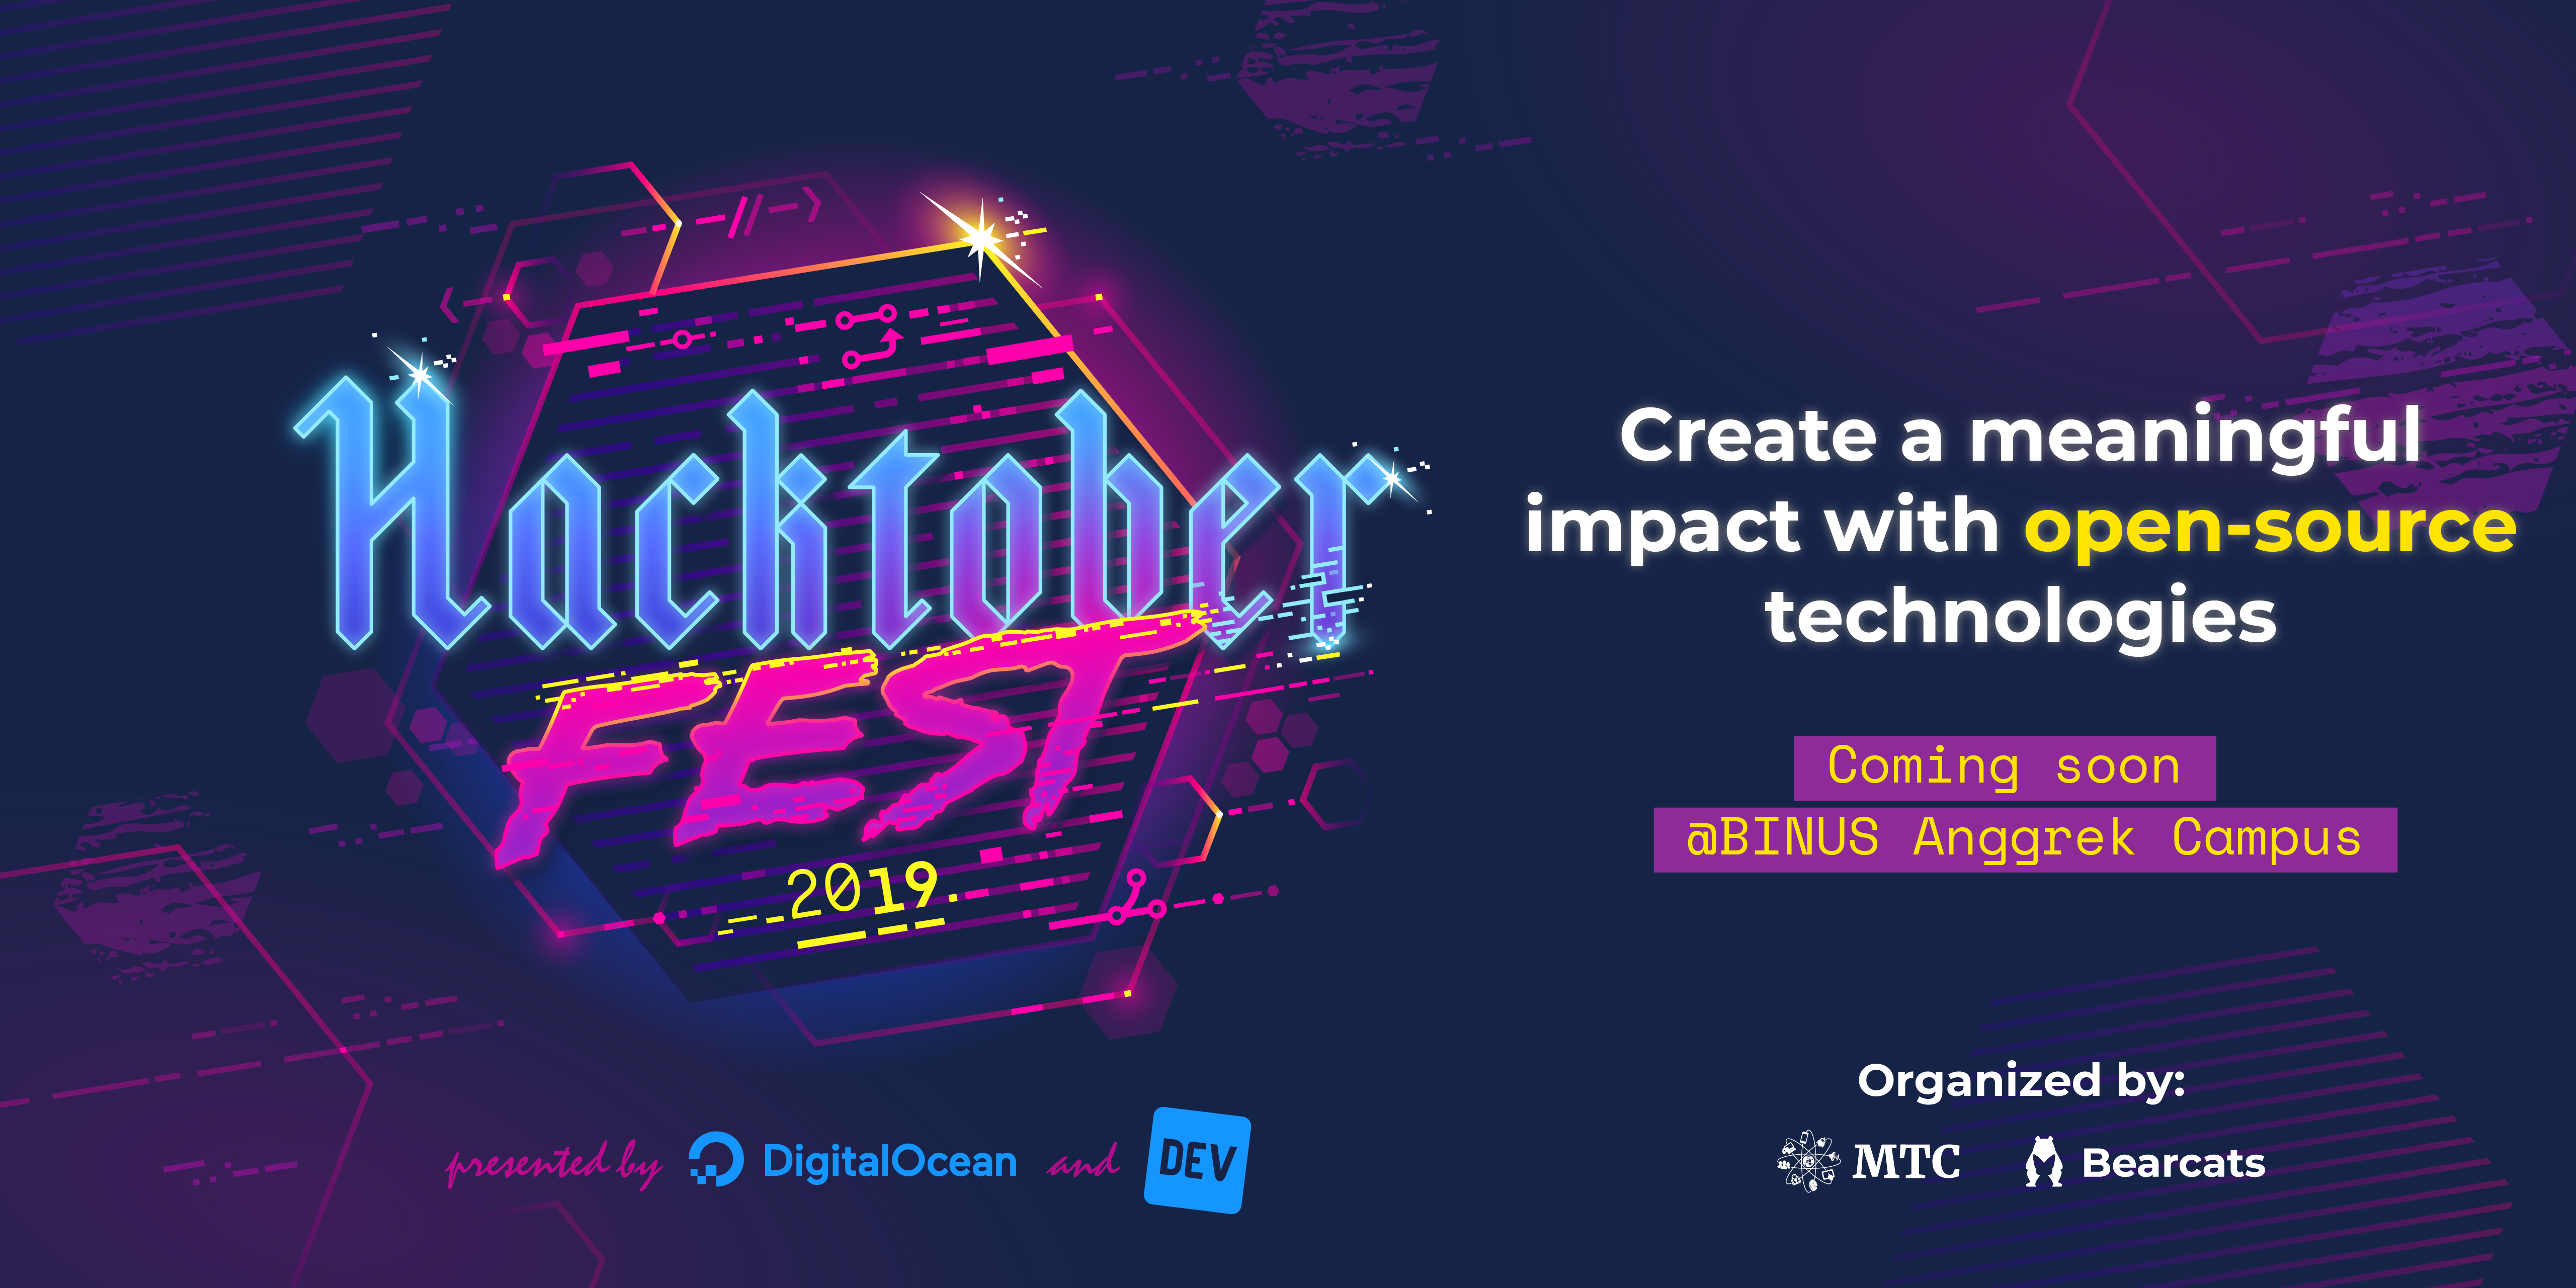 Hacktober
FEST
2019
presented by DigitalOcean and DEV
Create a meaningful
impact with open-source
technologies
Coming soon
@BINUS Anggrek Campus
Organized by:
MTC Bearcats